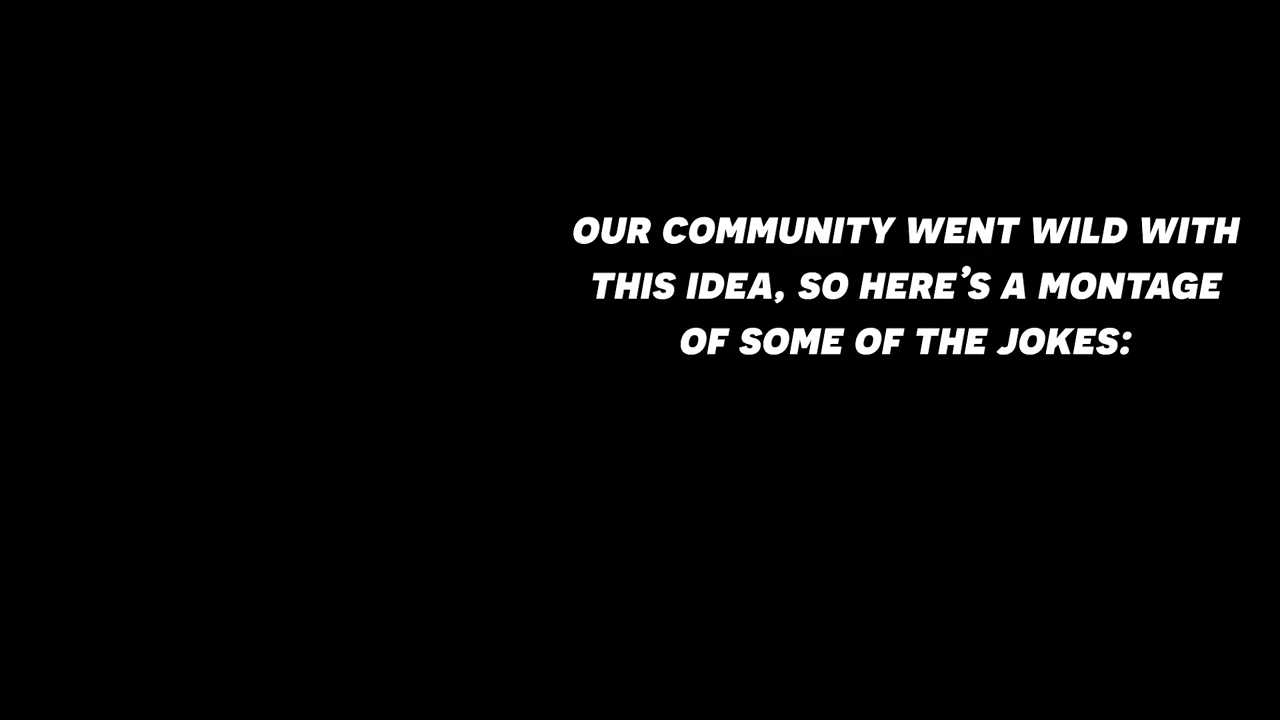 OUR COMMUNITY WENT WILD WITH
THIS IDEA, SO HERE’S A MONTAGE
OF SOME OF THE JOKES: